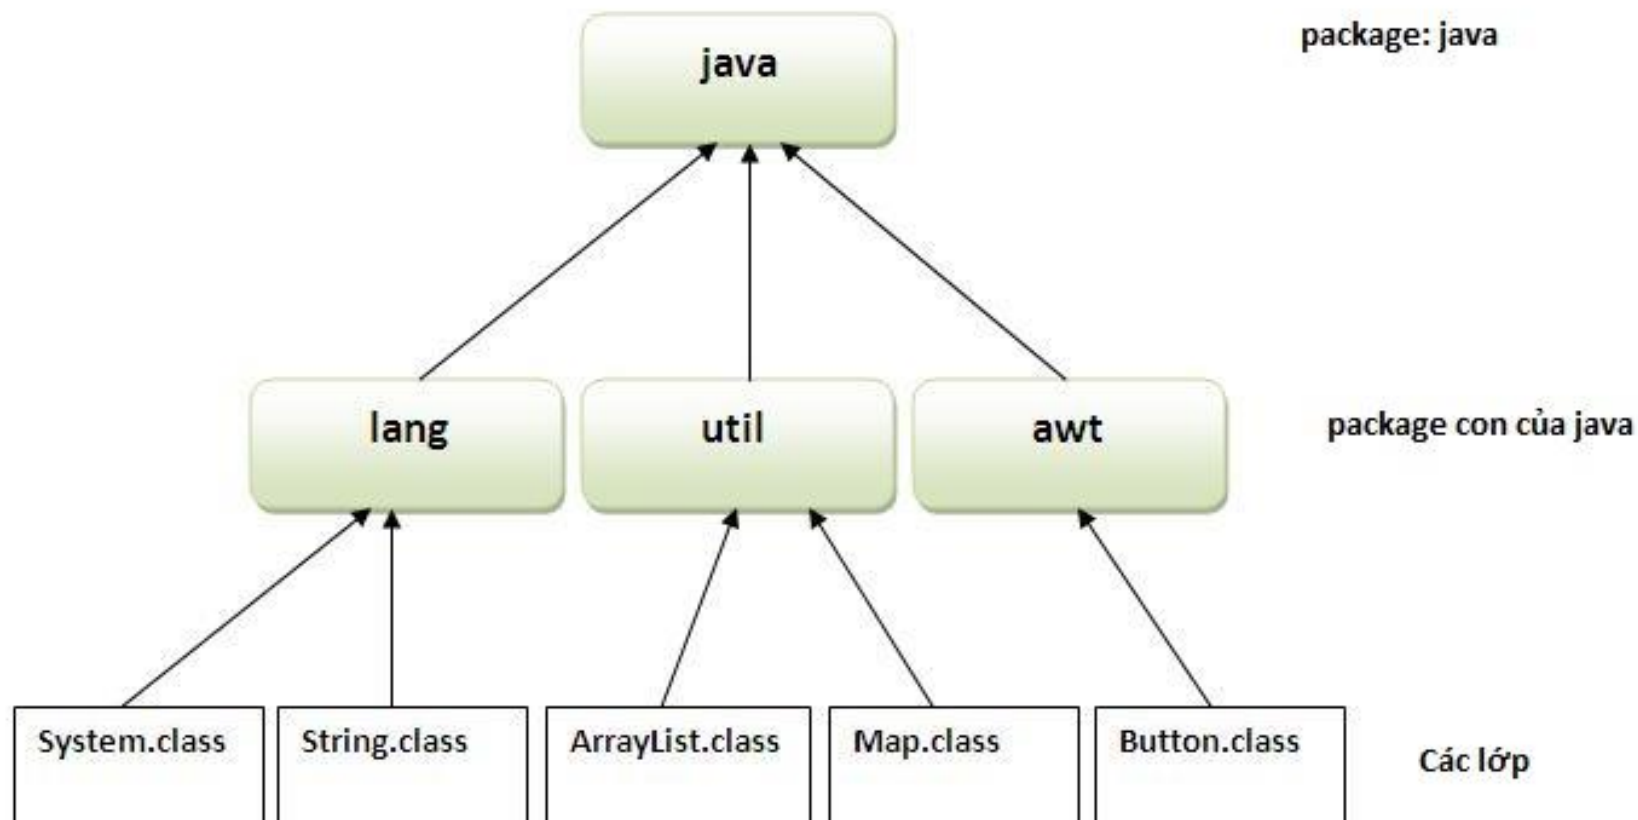 java
package: java
lang
util
awt
package con của java
System.class
String.class
ArrayList.class
Map.class
Button.class
Các lớp